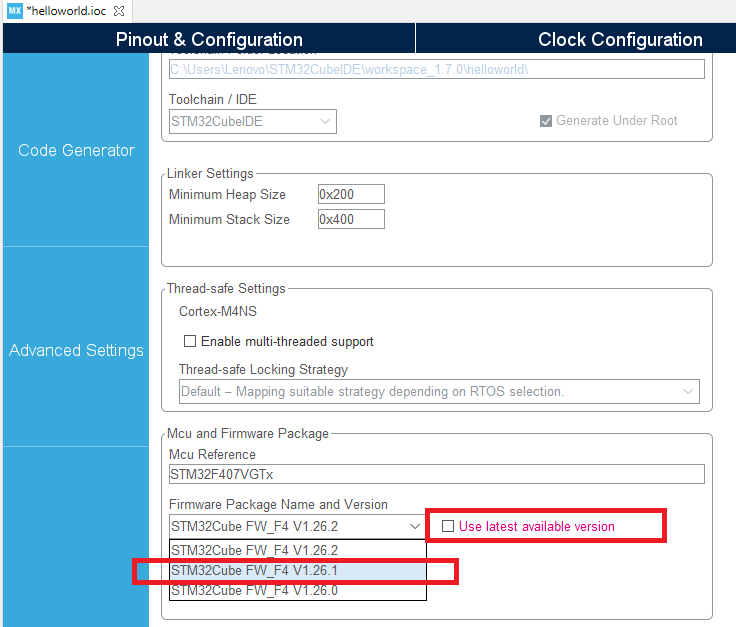 MX *helloworld.ioc
Pinout & Configuration
Clock Configuration
Toolchain Folder Location
C:\Users\Lenovo\STM32CubeIDE\workspace_1.7.0\helloworld\
Toolchain / IDE
STM32CubeIDE
Generate Under Root
Code Generator
Linker Settings
Minimum Heap Size 0x200
Minimum Stack Size 0x400
Thread-safe Settings
Cortex-M4NS
Enable multi-threaded support
Advanced Settings
Thread-safe Locking Strategy
Default – Mapping suitable strategy depending on RTOS selection.
Mcu and Firmware Package
Mcu Reference
STM32F407VGTx
Firmware Package Name and Version
STM32Cube FW_F4 V1.26.2
Use latest available version
STM32Cube FW_F4 V1.26.2
STM32Cube FW_F4 V1.26.1
STM32Cube FW_F4 V1.26.0